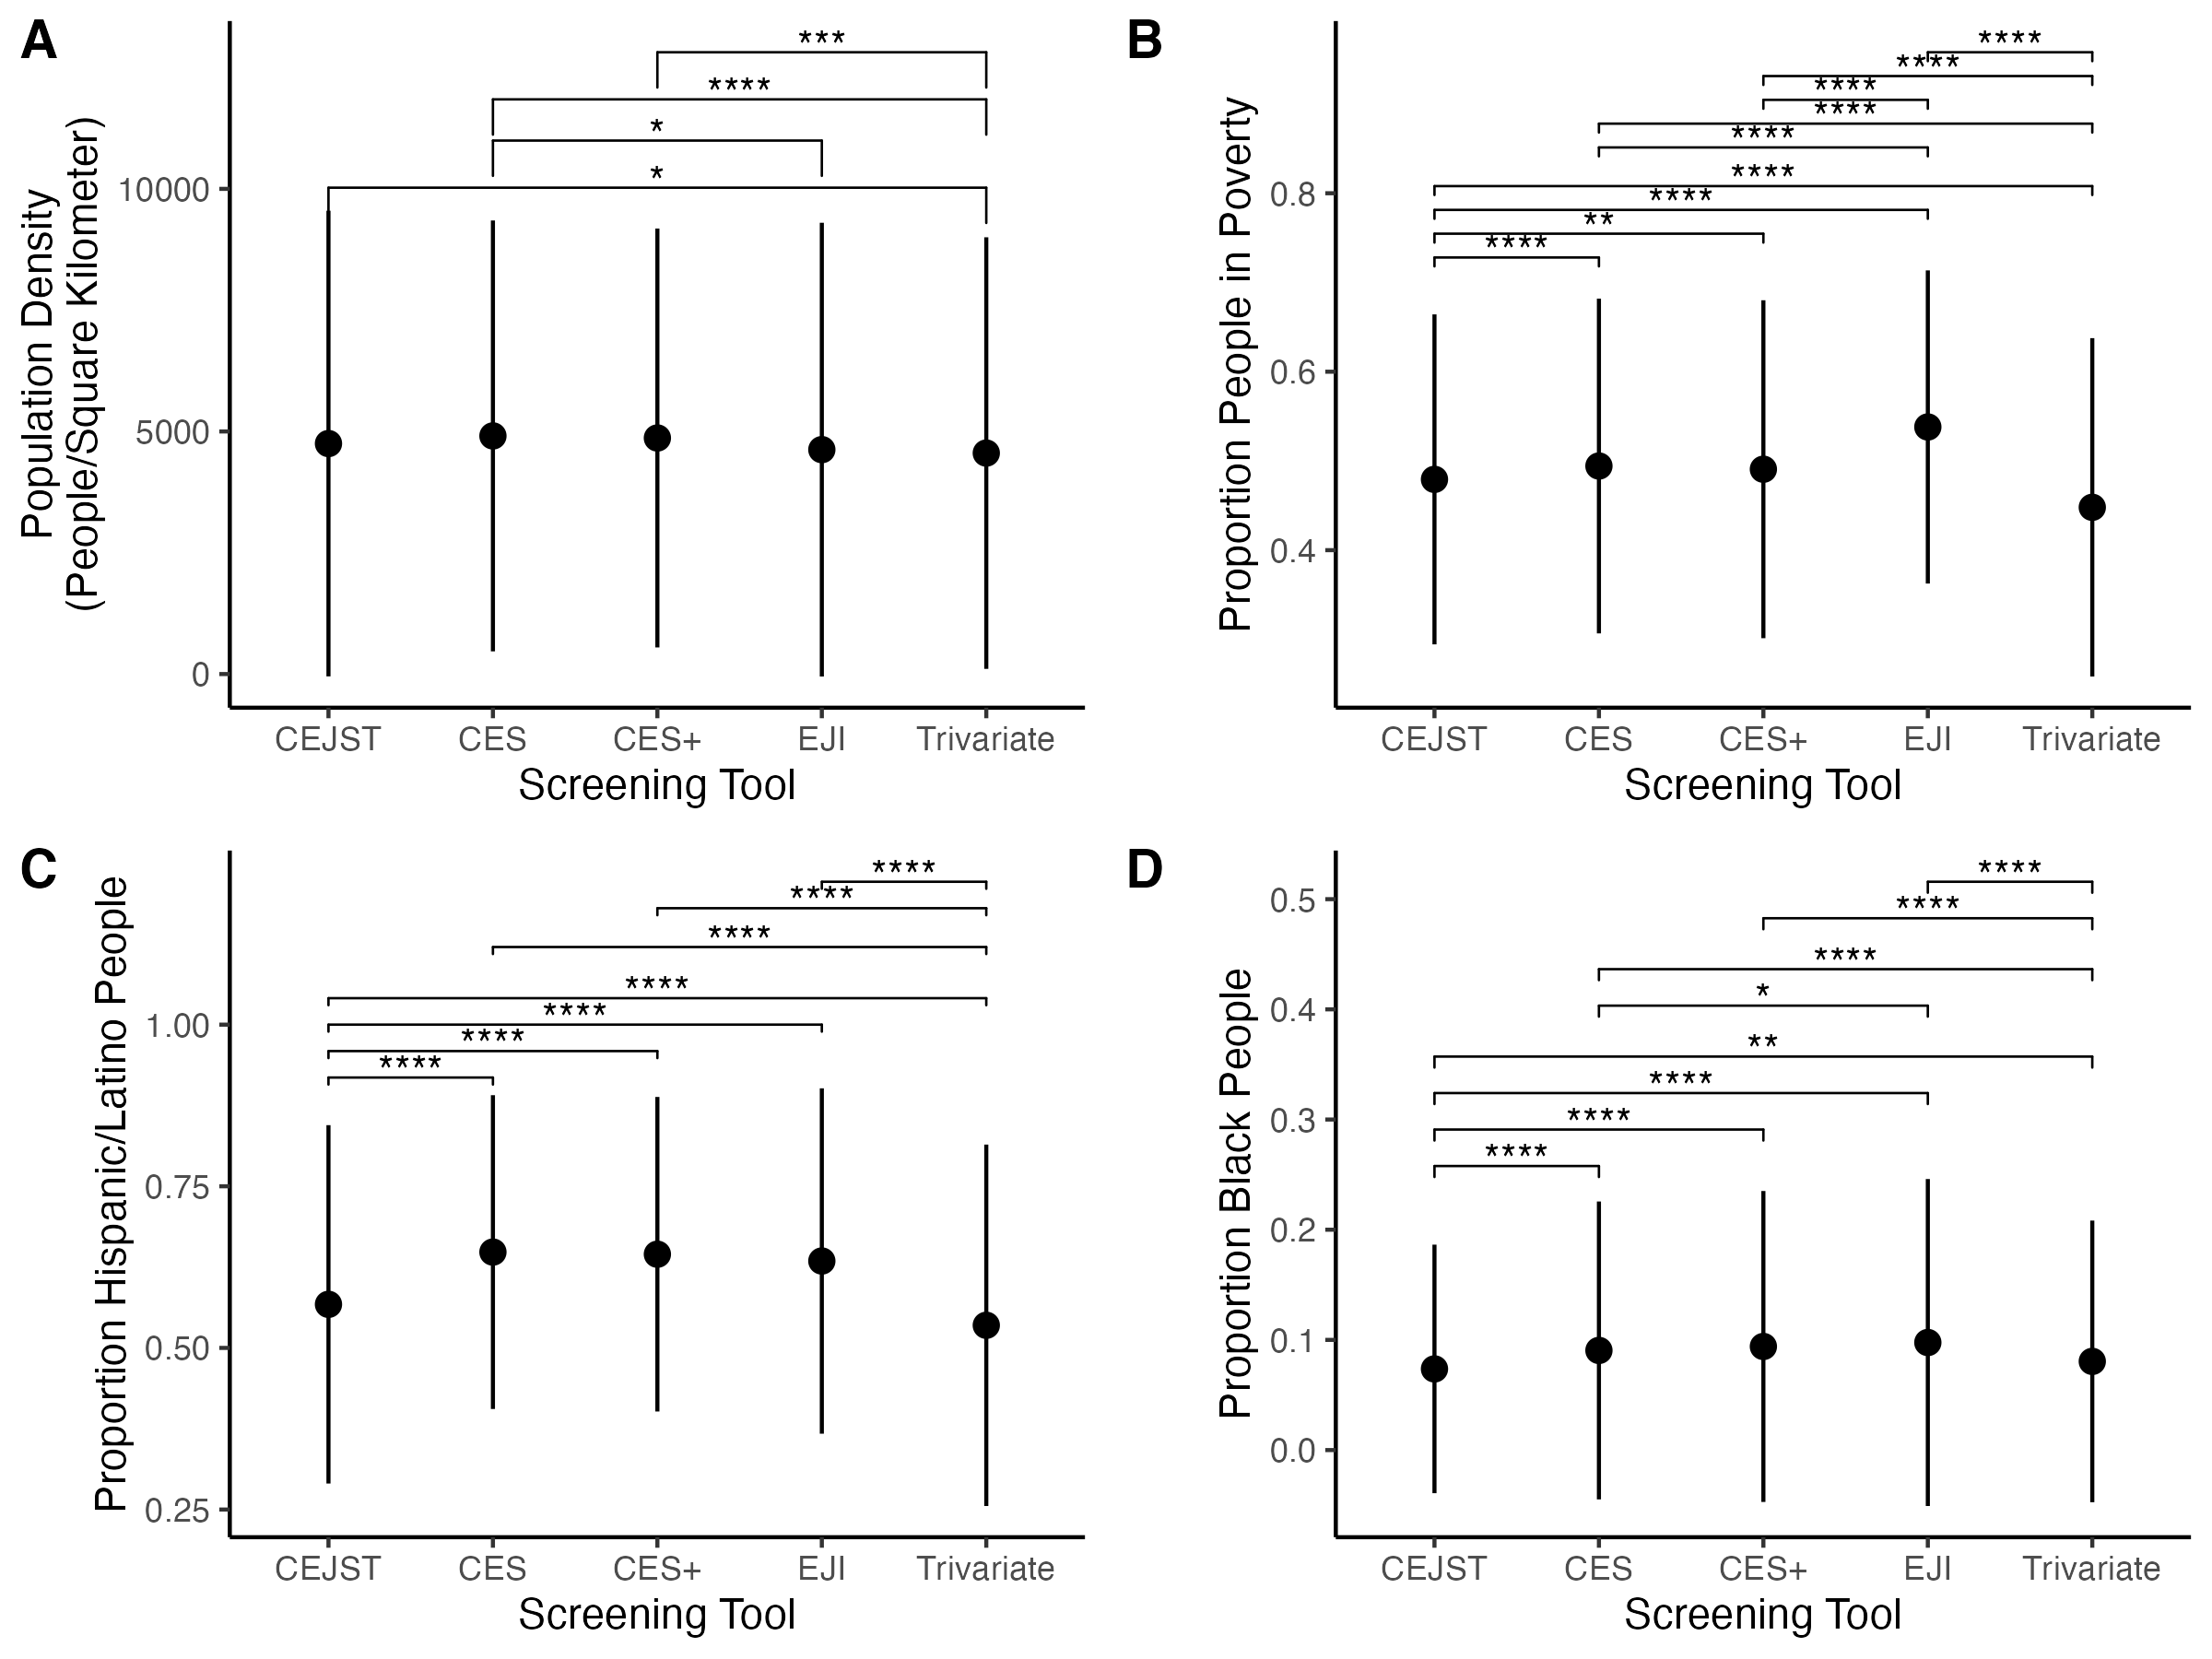 A
Population Density
(People/Square Kilometer)
10000
5000
0
***
****
*
*
CEJST CES CES+ EJI Trivariate
Screening Tool
B
Proportion People in Poverty
0.8
0.6
0.4
****
****
****
****
****
****
****
**
****
CEJST CES CES+ EJI Trivariate
Screening Tool
C
Proportion Hispanic/Latino People
1.00
0.75
0.50
0.25
****
****
****
****
****
****
****
CEJST CES CES+ EJI Trivariate
Screening Tool
D
Proportion Black People
0.5
0.4
0.3
0.2
0.1
0.0
****
****
****
*
**
****
****
****
CEJST CES CES+ EJI Trivariate
Screening Tool